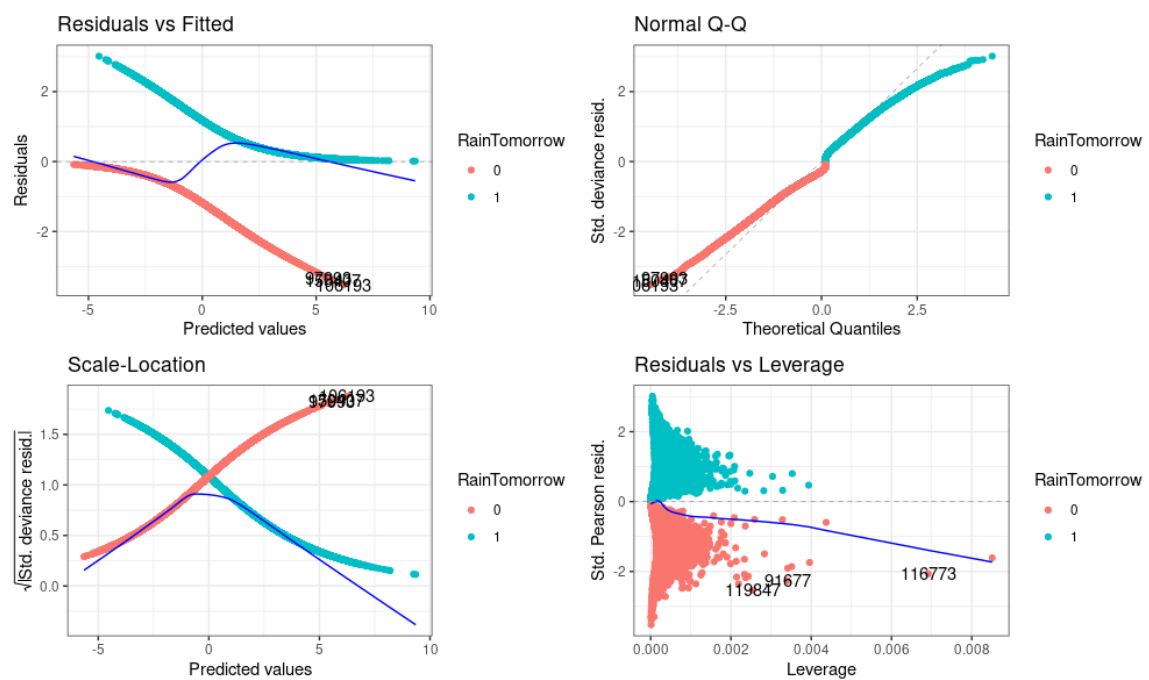 Residuals vs Fitted
Residuals
2
0
-2
-5
0
5
10
Predicted values
106193
RainTomorrow
0
1
Normal Q-Q
Std. deviance resid.
2
0
-2
-2.5
0.0
2.5
Theoretical Quantiles
RainTomorrow
0
1
Scale-Location
√|Std. deviance resid.|
1.5
1.0
0.5
0.0
-5
0
5
10
Predicted values
106193
RainTomorrow
0
1
Residuals vs Leverage
Std. Pearson resid.
2
0
-2
0.000
0.002
0.004
0.006
0.008
Leverage
116773
91677
119847
RainTomorrow
0
1